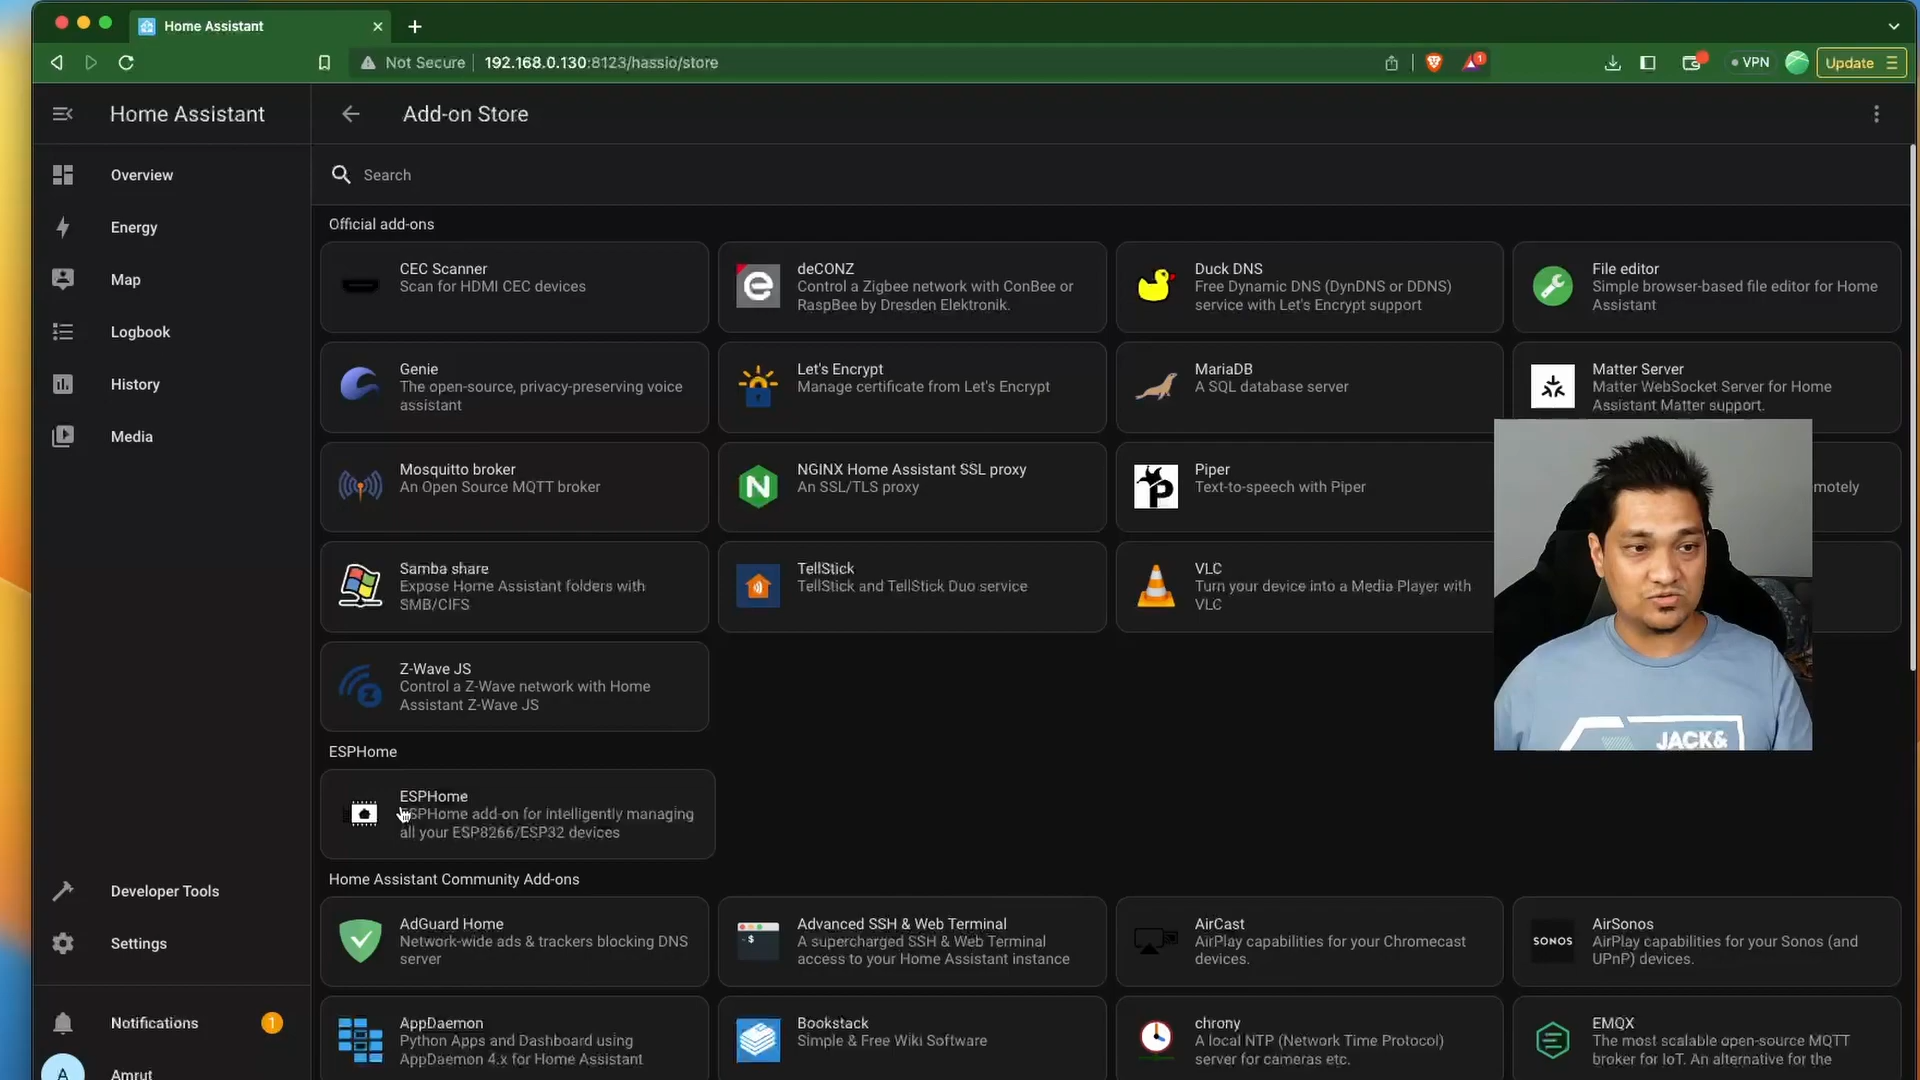 Home Assistant
Not Secure
192.168.0.130:8123/hassio/store
1
VPN
Update
Home Assistant
Add-on Store
Overview
Energy
Map
Logbook
History
Media
Developer Tools
Settings
Notifications
1
A
Amrut
Search
Official add-ons
CEC Scanner
Scan for HDMI CEC devices
deCONZ
Control a Zigbee network with ConBee or
RaspBee by Dresden Elektronik.
Duck DNS
Free Dynamic DNS (DynDNS or DDNS)
service with Let's Encrypt support
File editor
Simple browser-based file editor for Home
Assistant
Genie
The open-source, privacy-preserving voice
assistant
Let's Encrypt
Manage certificate from Let's Encrypt
MariaDB
A SQL database server
Matter Server
Matter WebSocket Server for Home
Assistant Matter support.
Mosquitto broker
An Open Source MQTT broker
NGINX Home Assistant SSL proxy
An SSL/TLS proxy
Piper
Text-to-speech with Piper
Samba share
Expose Home Assistant folders with
SMB/CIFS
TellStick
TellStick and TellStick Duo service
VLC
Turn your device into a Media Player with
VLC
JACK&
Z-Wave JS
Control a Z-Wave network with Home
Assistant Z-Wave JS
ESPHome
ESPHome
ESPHome add-on for intelligently managing
all your ESP8266/ESP32 devices
Home Assistant Community Add-ons
AdGuard Home
Network-wide ads & trackers blocking DNS
server
Advanced SSH & Web Terminal
A supercharged SSH & Web Terminal
access to your Home Assistant instance
AirCast
AirPlay capabilities for your Chromecast
devices.
SONOS
AirSonos
AirPlay capabilities for your Sonos (and
UPnP) devices.
AppDaemon
Python Apps and Dashboard using
AppDaemon 4.x for Home Assistant
Bookstack
Simple & Free Wiki Software
chrony
A local NTP (Network Time Protocol)
server for cameras etc.
EMQX
The most scalable open-source MQTT
broker for IoT. An alternative for the